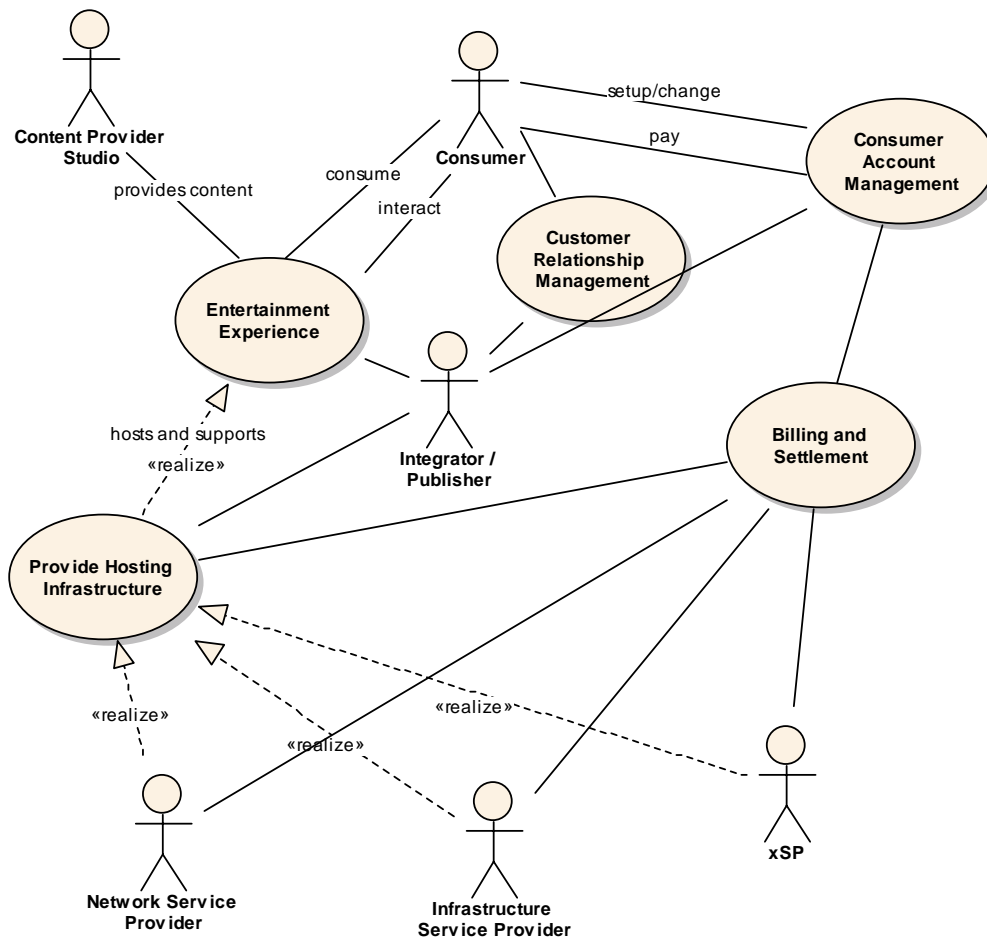 Content Provider
Studio
Consumer
setup/change
pay
Consumer
Account
Management
provides content
consume
interact
Customer
Relationship
Management
Entertainment
Experience
hosts and supports
«realize»
Integrator /
Publisher
Billing and
Settlement
Provide Hosting
Infrastructure
«realize»
«realize»
«realize»
Network Service
Provider
Infrastructure
Service Provider
xSP